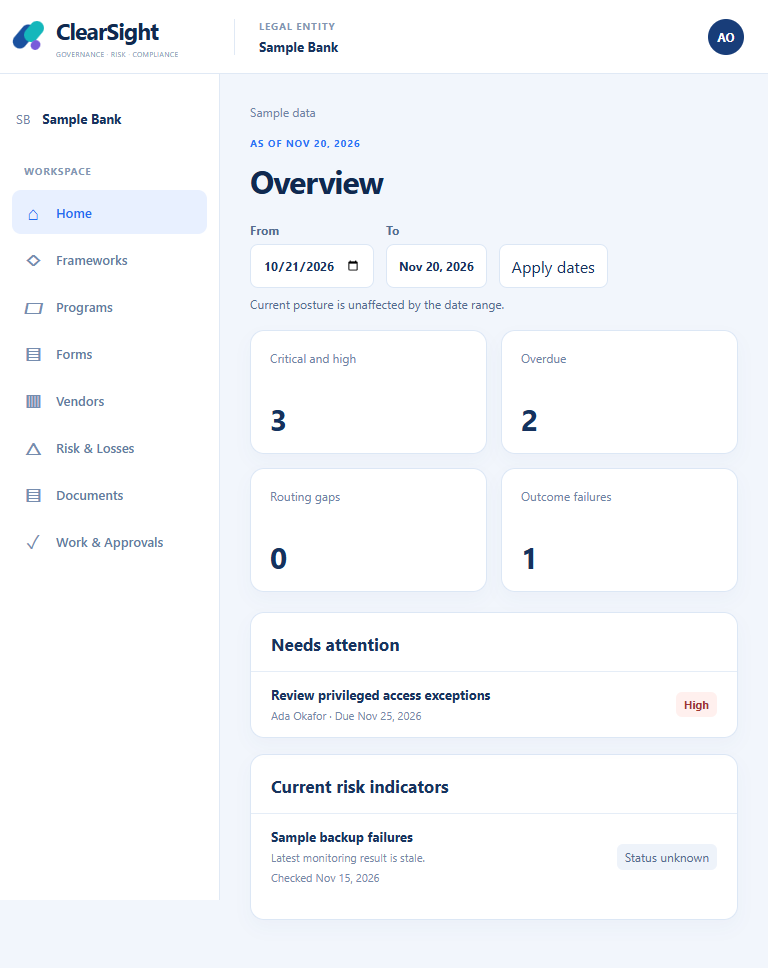 ClearSight
GOVERNANCE · RISK · COMPLIANCE
LEGAL ENTITY
Sample Bank
AO
SB Sample Bank
WORKSPACE
Home
Frameworks
Programs
Forms
Vendors
Risk & Losses
Documents
Work & Approvals
Sample data
AS OF NOV 20, 2026
Overview
From To
10/21/2026 Nov 20, 2026 Apply dates
Current posture is unaffected by the date range.
Critical and high
3
Overdue
2
Routing gaps
0
Outcome failures
1
Needs attention
Review privileged access exceptions
Ada Okafor · Due Nov 25, 2026
High
Current risk indicators
Sample backup failures
Latest monitoring result is stale.
Checked Nov 15, 2026
Status unknown